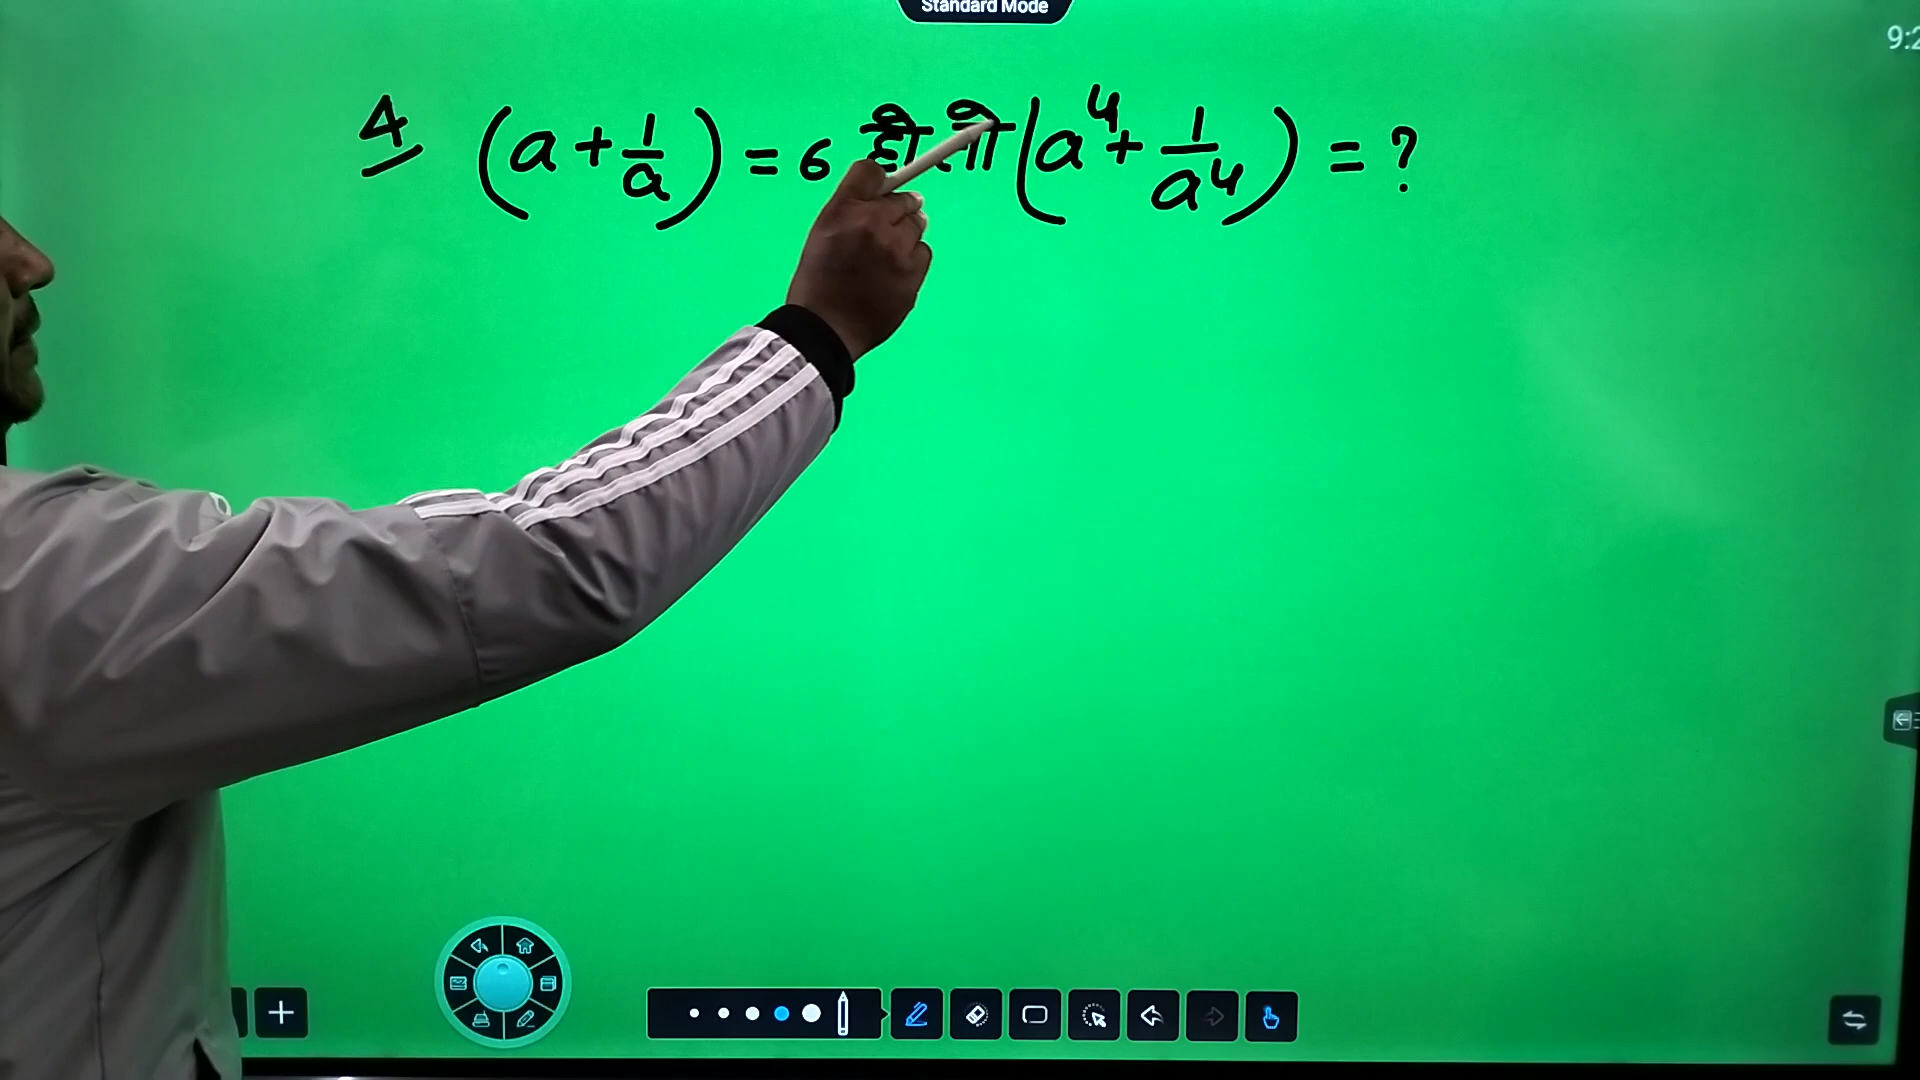 Standard Mode
9:2
4 (a + 1/a) = 6 हो तो (a⁴ + 1/a⁴) = ?